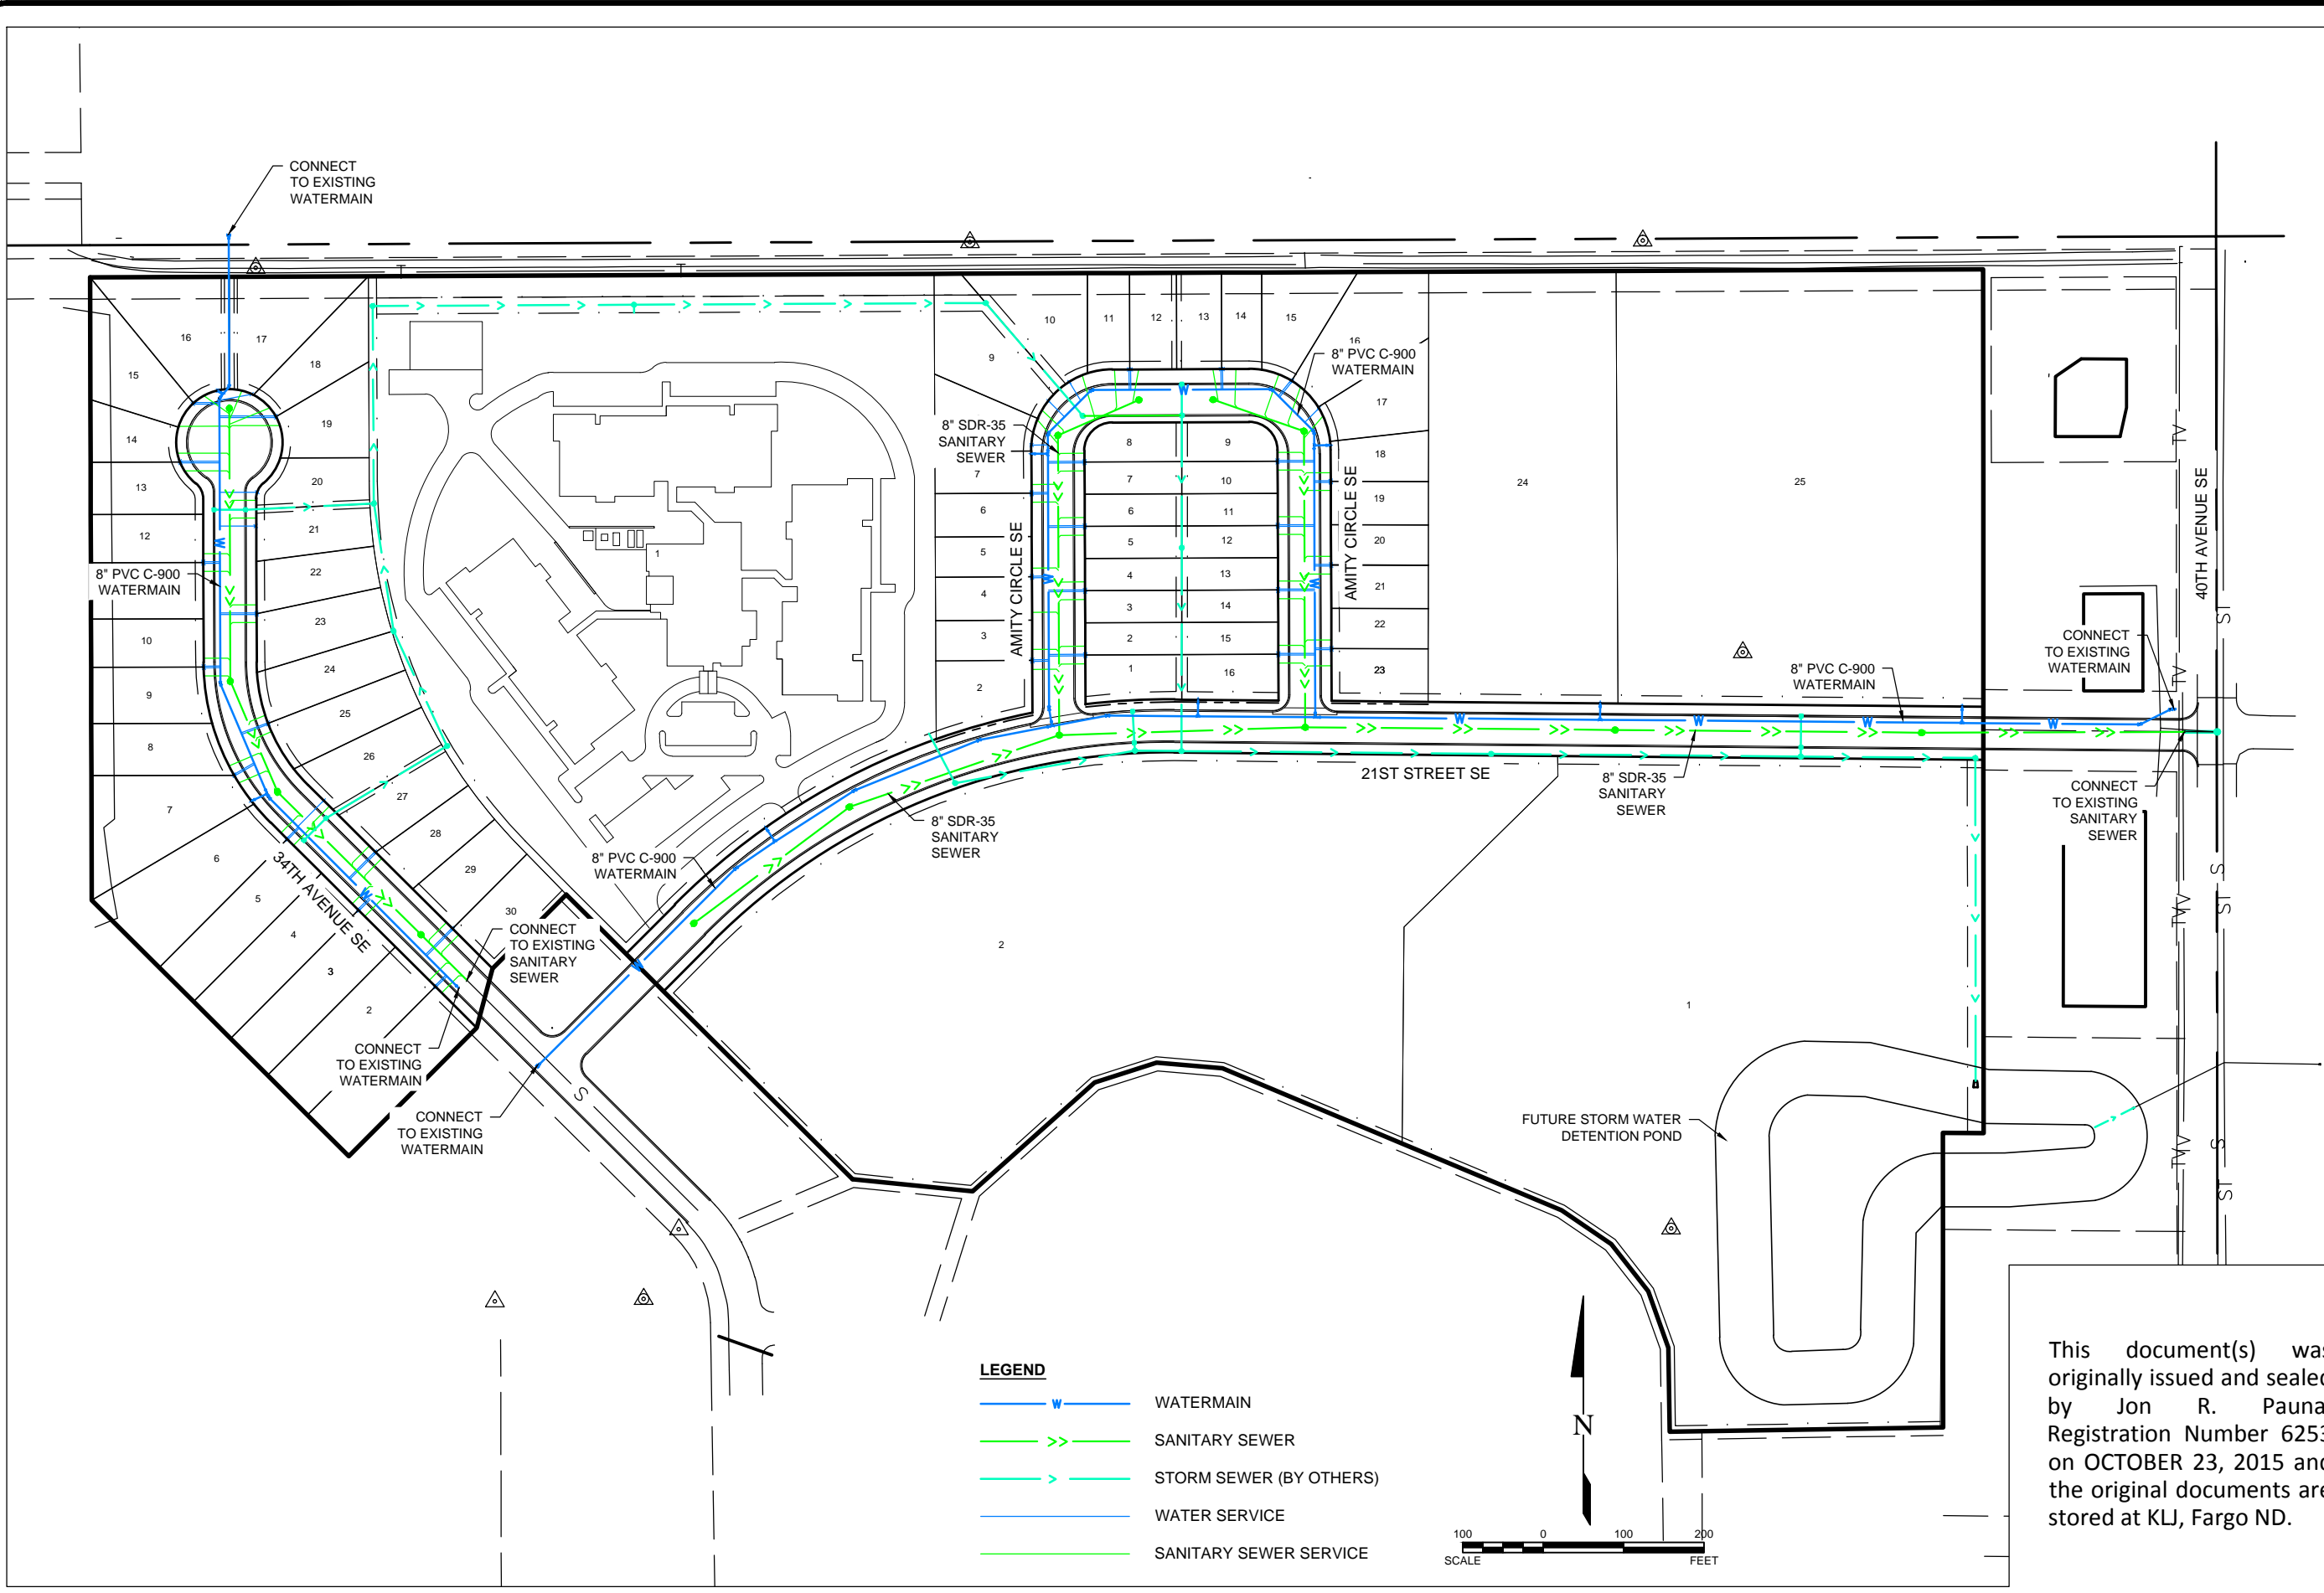 CONNECT
TO EXISTING
WATERMAIN
16
17
15
18
14
19
13
20
12
21
22
8" PVC C-900
WATERMAIN
23
10
24
9
25
8
26
7
27
28
6
29
5
30
4
3
2
34TH AVENUE SE
CONNECT
TO EXISTING
SANITARY
SEWER
CONNECT
TO EXISTING
WATERMAIN
CONNECT
TO EXISTING
WATERMAIN
S
1
8" PVC C-900
WATERMAIN
W
8" SDR-35
SANITARY
SEWER
10
11
12
13
14
15
16
9
8" PVC C-900
WATERMAIN
W
8" SDR-35
SANITARY
SEWER
17
7
18
6
19
5
20
4
21
3
22
2
23
AMITY CIRCLE SE
AMITY CIRCLE SE
8
9
7
10
6
11
5
12
4
13
3
14
2
15
1
16
24
25
8" PVC C-900
WATERMAIN
W
W
W
W
21ST STREET SE
8" SDR-35
SANITARY
SEWER
40TH AVENUE SE
TV
TV
CONNECT
TO EXISTING
WATERMAIN
CONNECT
TO EXISTING
SANITARY
SEWER
S
S
2
1
FUTURE STORM WATER
DETENTION POND
LEGEND
W WATERMAIN
>> SANITARY SEWER
> STORM SEWER (BY OTHERS)
WATER SERVICE
SANITARY SEWER SERVICE
N
100 0 100 200
SCALE FEET
This document(s) was
originally issued and sealed
by Jon R. Pauna
Registration Number 6253
on OCTOBER 23, 2015 and
the original documents are
stored at KLJ, Fargo ND.